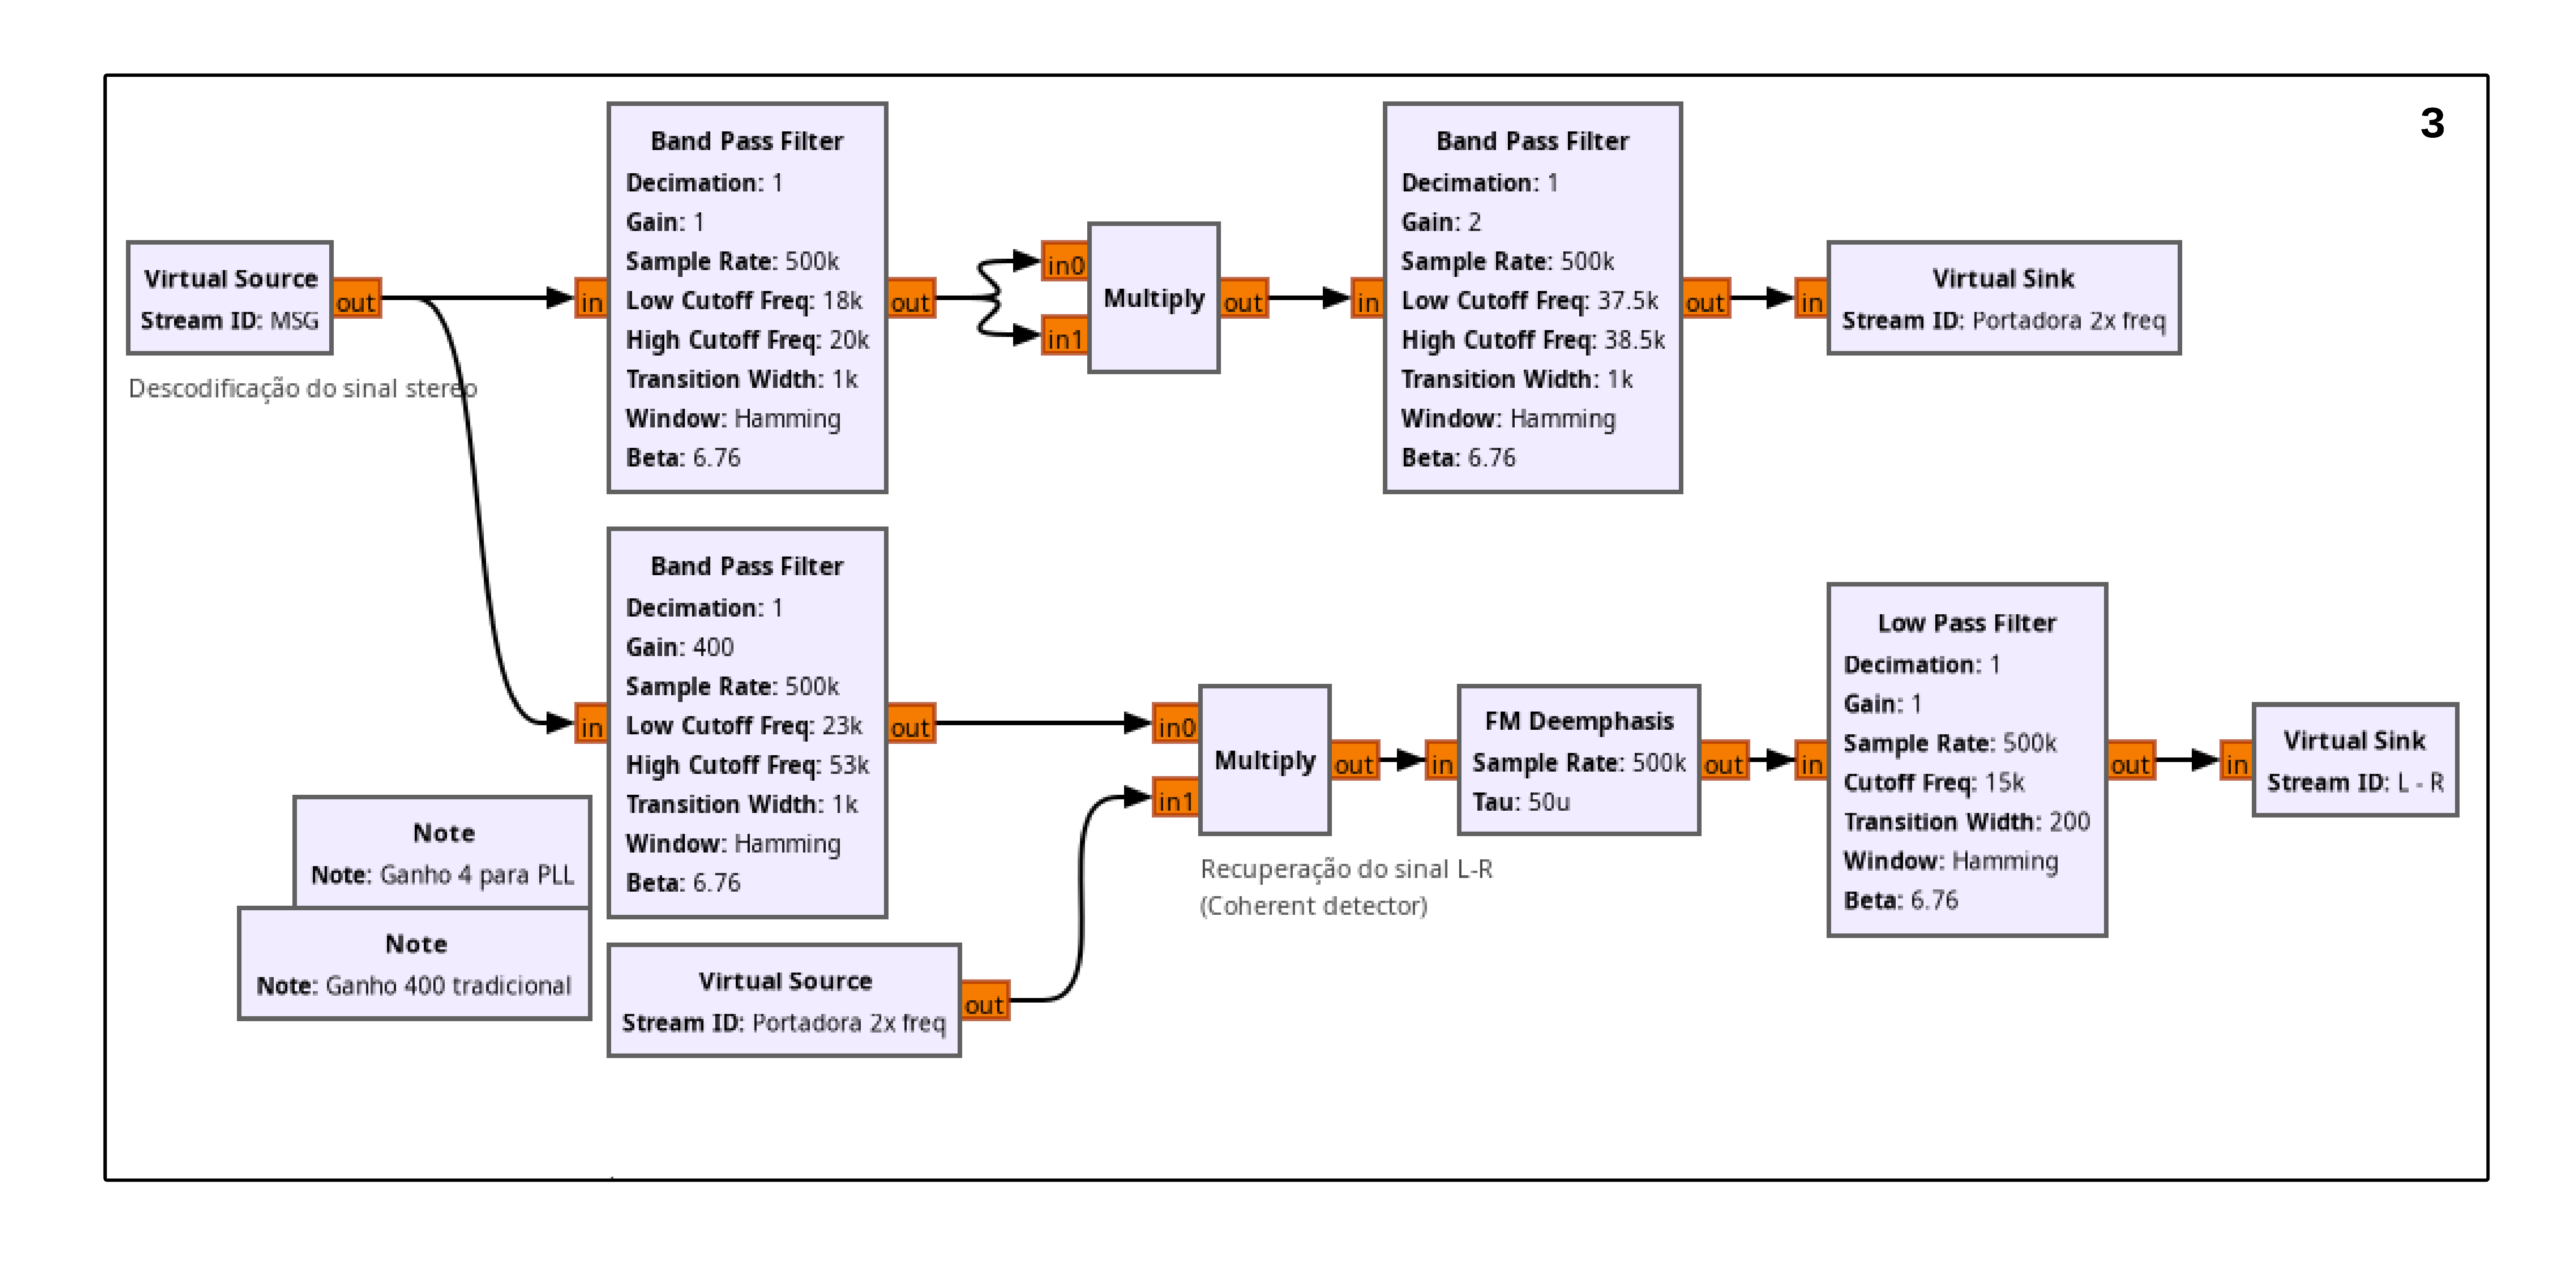 3
Virtual Source
Stream ID: MSG
out
Descodificação do sinal stereo
in
Band Pass Filter
Decimation: 1
Gain: 1
Sample Rate: 500k
Low Cutoff Freq: 18k
High Cutoff Freq: 20k
Transition Width: 1k
Window: Hamming
Beta: 6.76
out
in0
in1
Multiply
out
in
Band Pass Filter
Decimation: 1
Gain: 2
Sample Rate: 500k
Low Cutoff Freq: 37.5k
High Cutoff Freq: 38.5k
Transition Width: 1k
Window: Hamming
Beta: 6.76
out
in
Virtual Sink
Stream ID: Portadora 2x freq
in
Band Pass Filter
Decimation: 1
Gain: 400
Sample Rate: 500k
Low Cutoff Freq: 23k
High Cutoff Freq: 53k
Transition Width: 1k
Window: Hamming
Beta: 6.76
out
Note
Note: Ganho 4 para PLL
Note
Note: Ganho 400 tradicional
Virtual Source
Stream ID: Portadora 2x freq
out
in0
in1
Multiply
out
Recuperação do sinal L-R
(Coherent detector)
in
FM Deemphasis
Sample Rate: 500k
Tau: 50u
out
in
Low Pass Filter
Decimation: 1
Gain: 1
Sample Rate: 500k
Cutoff Freq: 15k
Transition Width: 200
Window: Hamming
Beta: 6.76
out
in
Virtual Sink
Stream ID: L - R